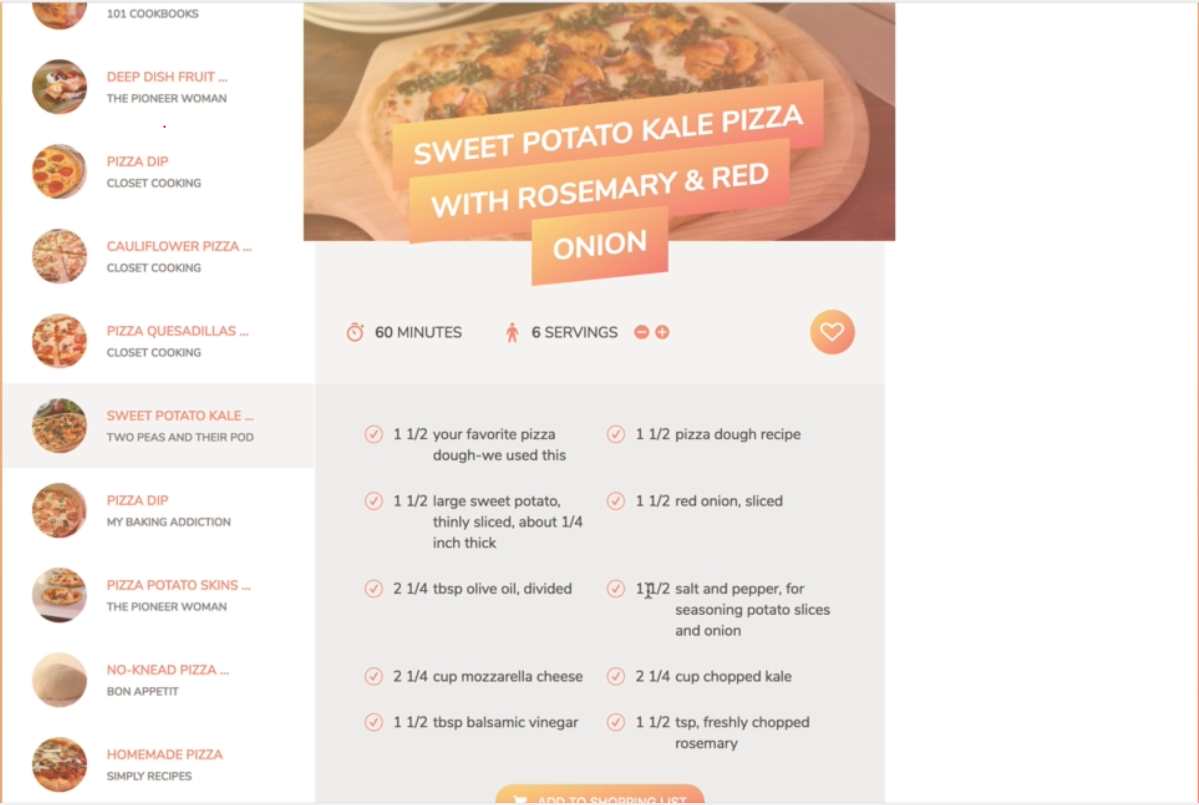 101 COOKBOOKS
DEEP DISH FRUIT ...
THE PIONEER WOMAN
PIZZA DIP
CLOSET COOKING
CAULIFLOWER PIZZA ...
CLOSET COOKING
PIZZA QUESADILLAS ...
CLOSET COOKING
SWEET POTATO KALE ...
TWO PEAS AND THEIR POD
PIZZA DIP
MY BAKING ADDICTION
PIZZA POTATO SKINS ...
THE PIONEER WOMAN
NO-KNEAD PIZZA ...
BON APPETIT
HOMEMADE PIZZA
SIMPLY RECIPES
SWEET POTATO KALE PIZZA
WITH ROSEMARY & RED
ONION
60 MINUTES
6 SERVINGS
1 1/2 your favorite pizza
dough-we used this
1 1/2 pizza dough recipe
1 1/2 large sweet potato,
thinly sliced, about 1/4
inch thick
1 1/2 red onion, sliced
2 1/4 tbsp olive oil, divided
1 1/2 salt and pepper, for
seasoning potato slices
and onion
2 1/4 cup mozzarella cheese
2 1/4 cup chopped kale
1 1/2 tbsp balsamic vinegar
1 1/2 tsp, freshly chopped
rosemary
ADD TO SHOPPING LIST